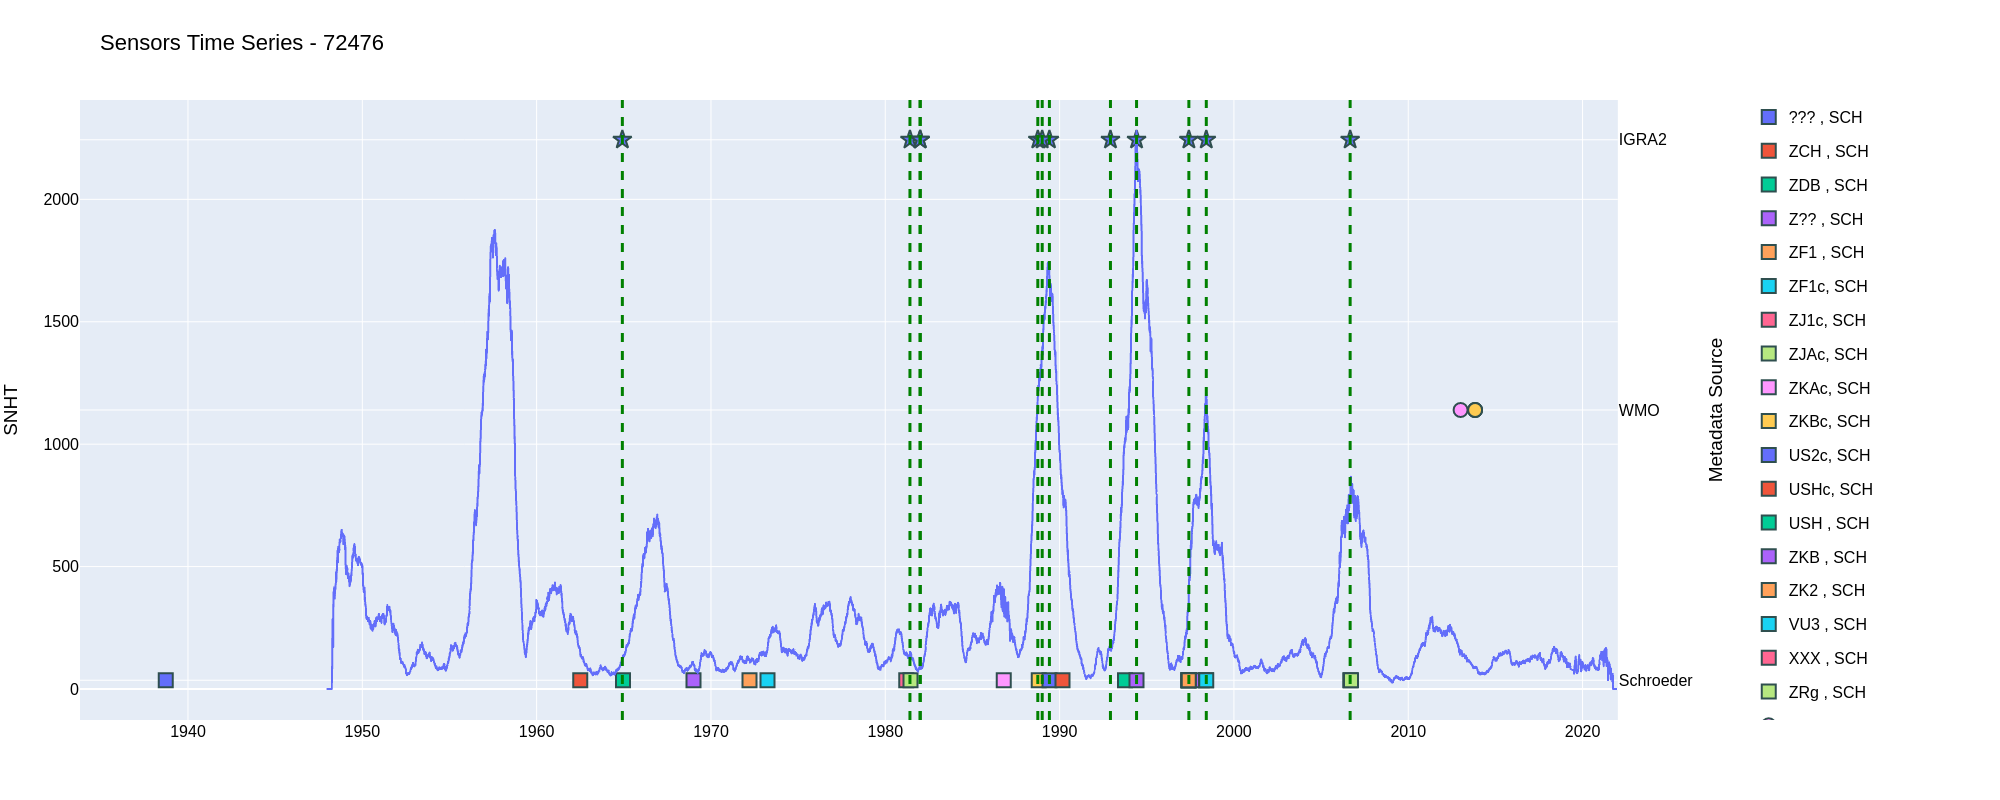 Sensors Time Series - 72476
SNHT
2000
1500
1000
500
0
1940
1950
1960
1970
1980
1990
2000
2010
2020
IGRA2
WMO
Schroeder
Metadata Source
??? , SCH
ZCH , SCH
ZDB , SCH
Z?? , SCH
ZF1 , SCH
ZF1c, SCH
ZJ1c, SCH
ZJAc, SCH
ZKAc, SCH
ZKBc, SCH
US2c, SCH
USHc, SCH
USH , SCH
ZKB , SCH
ZK2 , SCH
VU3 , SCH
XXX , SCH
ZRg , SCH